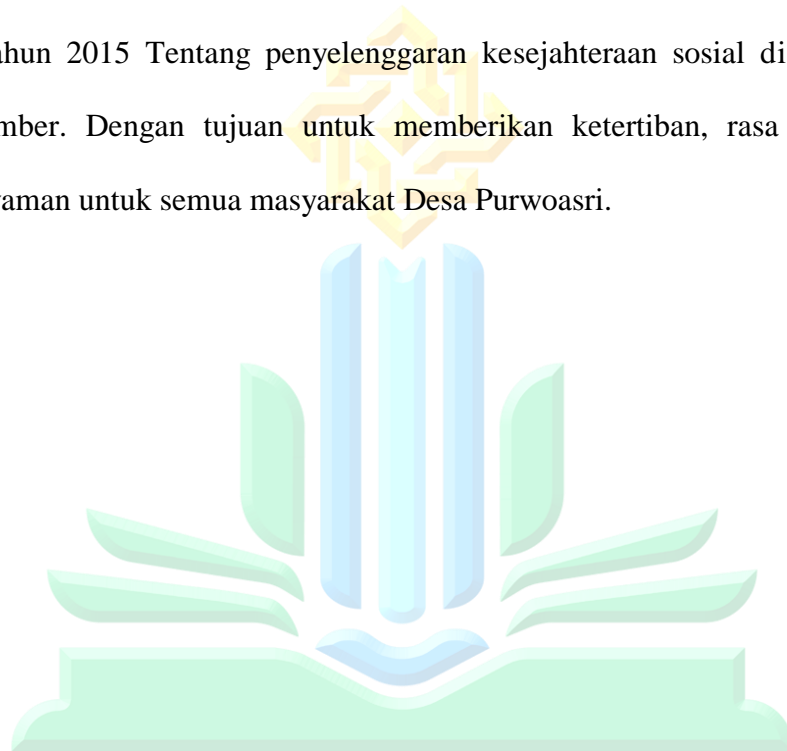 ahun 2015 Tentang penyelenggaran kesejahteraan sosial di
mber. Dengan tujuan untuk memberikan ketertiban, rasa
yaman untuk semua masyarakat Desa Purwoasri.